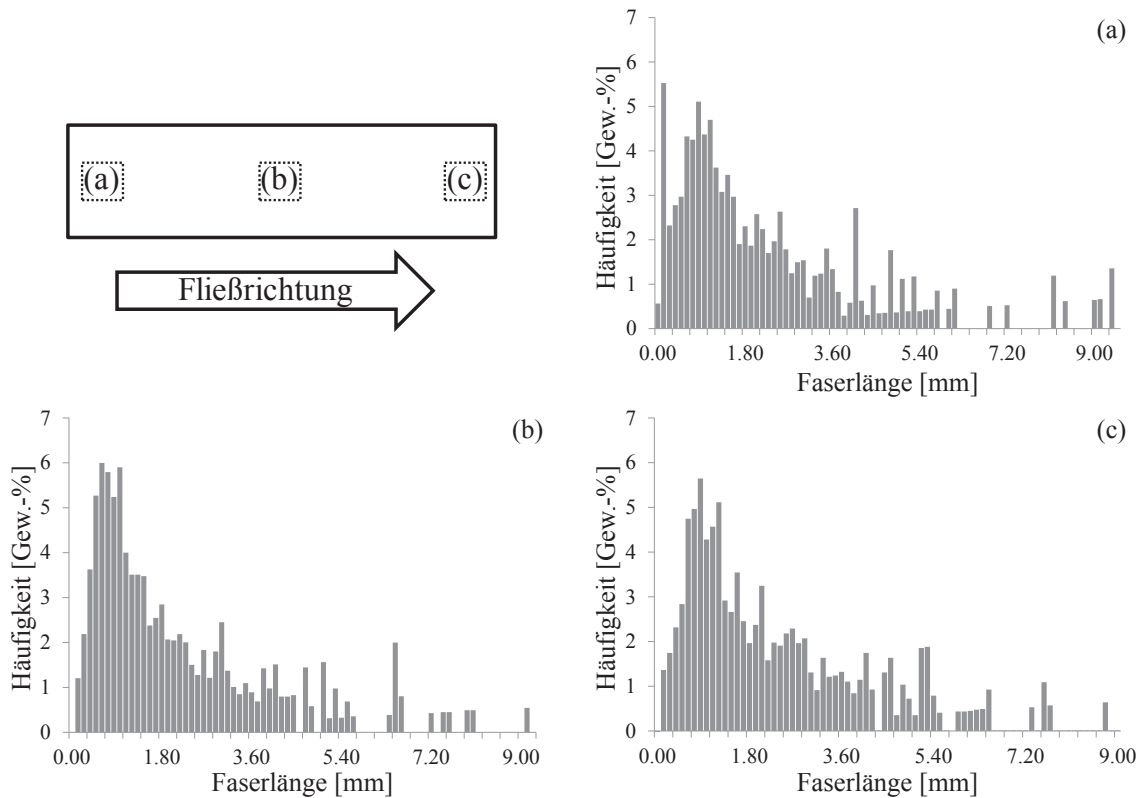 (a) (b) (c)
Fließrichtung
(a)
Häufigkeit [Gew.-%]
7
6
5
4
3
2
1
0
0.00 1.80 3.60 5.40 7.20 9.00
Faserlänge [mm]
(b)
Häufigkeit [Gew.-%]
7
6
5
4
3
2
1
0
0.00 1.80 3.60 5.40 7.20 9.00
Faserlänge [mm]
(c)
Häufigkeit [Gew.-%]
7
6
5
4
3
2
1
0
0.00 1.80 3.60 5.40 7.20 9.00
Faserlänge [mm]